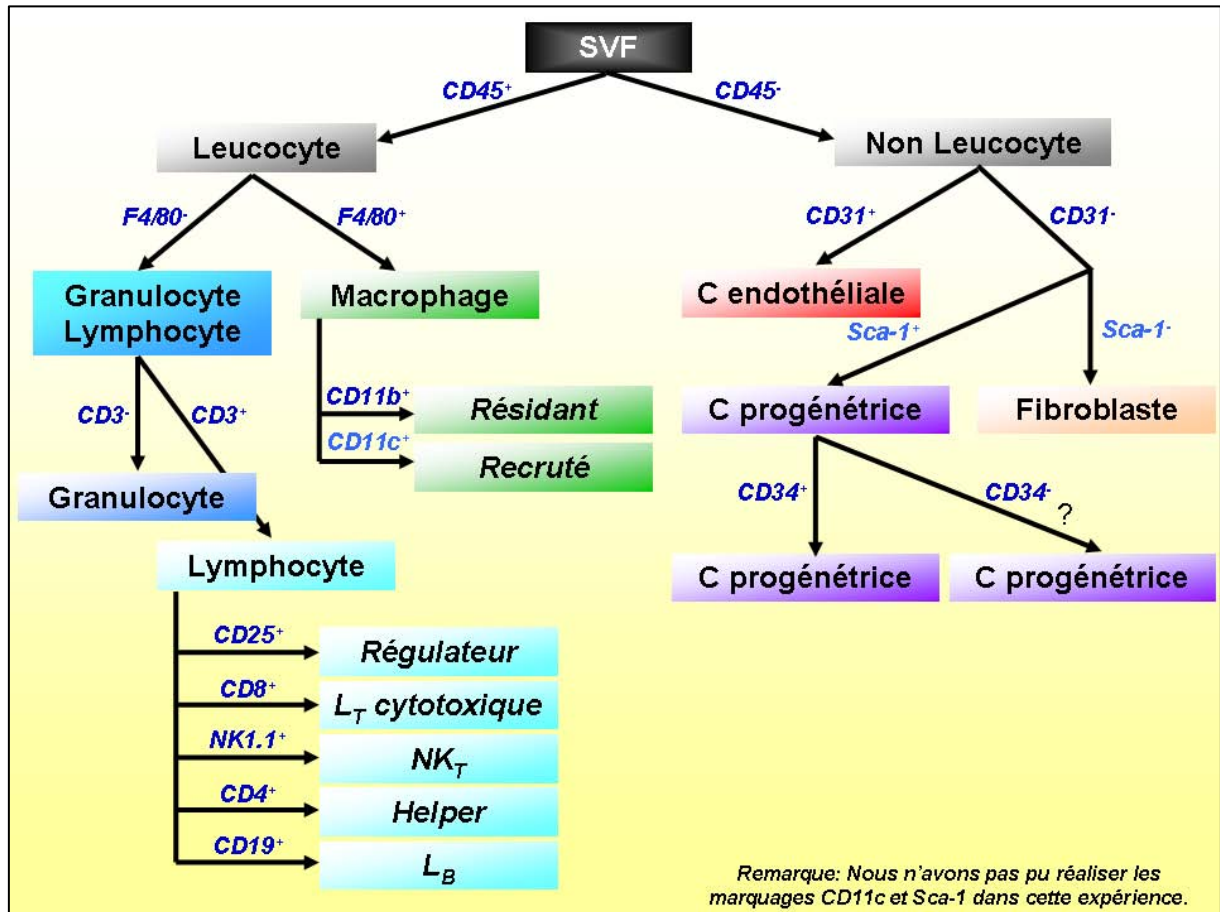 SVF
CD45⁺
CD45⁻
Leucocyte
Non Leucocyte
F4/80⁻
F4/80⁺
CD31⁺
CD31⁻
Granulocyte
Lymphocyte
Macrophage
C endothéliale
Sca-1⁺
Sca-1⁻
CD3⁻
CD3⁺
CD11b⁺
Résidant
CD11c⁺
Recruté
C progénétrice
Fibroblaste
Granulocyte
CD34⁺
CD34⁻
?
Lymphocyte
C progénétrice
C progénétrice
CD25⁺
Régulateur
CD8⁺
L_T cytotoxique
NK1.1⁺
NK_T
CD4⁺
Helper
CD19⁺
L_B
Remarque: Nous n'avons pas pu réaliser les
marquages CD11c et Sca-1 dans cette expérience.